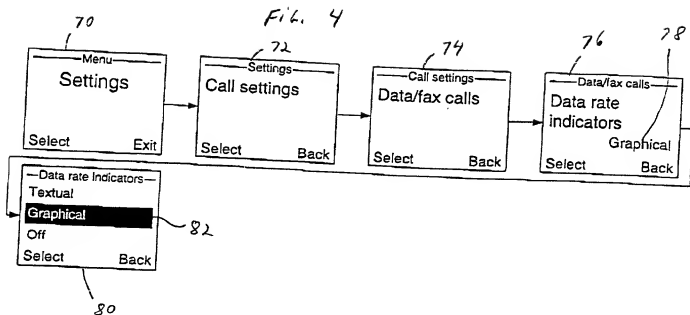 Fig. 4
70
Menu
Settings
Select Exit
72
Settings
Call settings
Select Back
74
Call settings
Data/fax calls
Select Back
76
78
Data/fax calls
Data rate
indicators
Graphical
Select Back
Data rate Indicators
Textual
Graphical
Off
Select Back
82
80